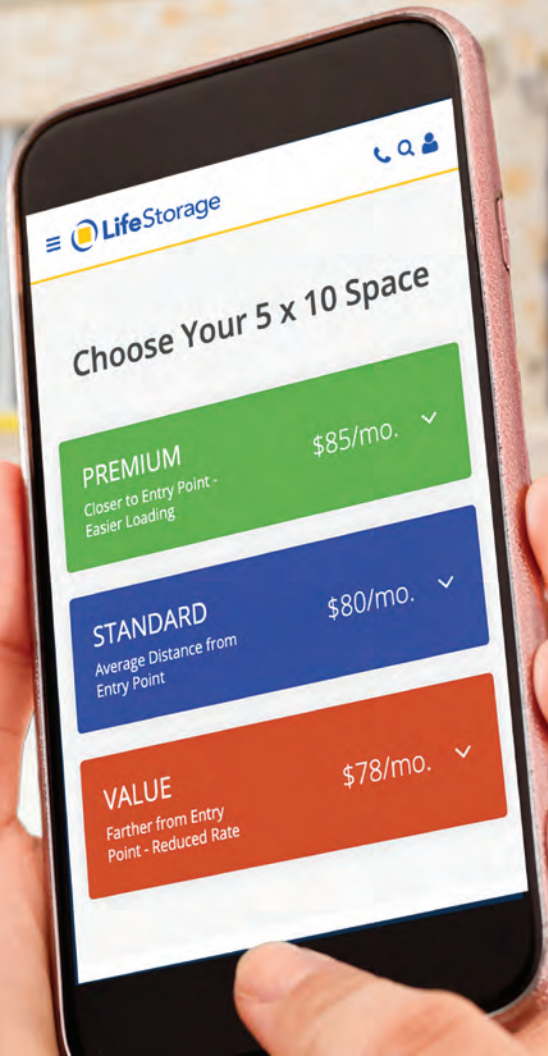 LifeStorage
Choose Your 5 x 10 Space
PREMIUM
$85/mo.
Closer to Entry Point -
Easier Loading
STANDARD
$80/mo.
Average Distance from
Entry Point
VALUE
$78/mo.
Farther from Entry
Point - Reduced Rate